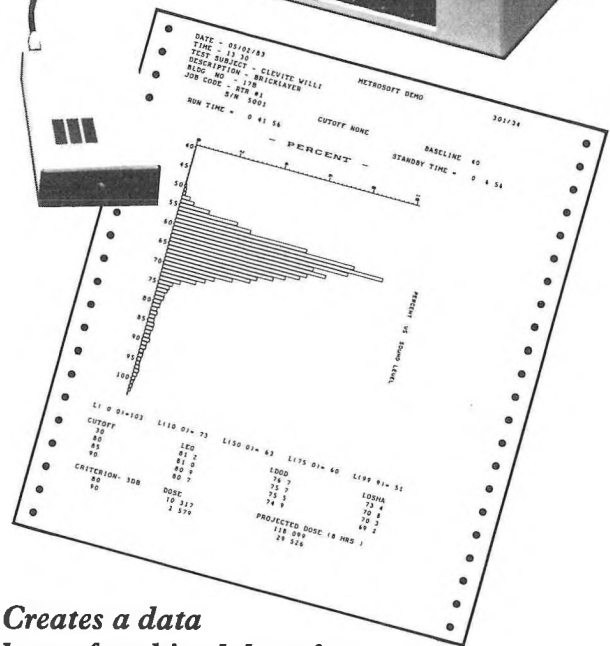 DATE - 05/02/83 METROSOFT DEMO 301/34
TIME - 13 30
TEST SUBJECT - CLEVITE WILLI
DESCRIPTION - BRICKLAYER
BLDG NO - 17B
JOB CODE - RTR #1
S/N 5001 CUTOFF NONE BASELINE 40
RUN TIME = 0 41 56 STANDBY TIME = 0 6 56
- PERCENT -
40
45
50
55
60
65
70
75
80
85
90
95
100
PERCENT VS SOUND LEVEL
L( 0 0)=103 L(10 0)= 73 L(50 0)= 63 L(75 0)= 60 L(99 9)= 51
CUTOFF LEQ LDOD LOSHA
30 81 2 76 7 73 4
80 81 0 75 7 70 8
85 80 9 75 5 70 3
90 80 7 74 9 69 2
CRITERION- 3DB DOSE PROJECTED DOSE (8 HRS )
80 10 317 118 099
90 2 579 29 526
Creates a data